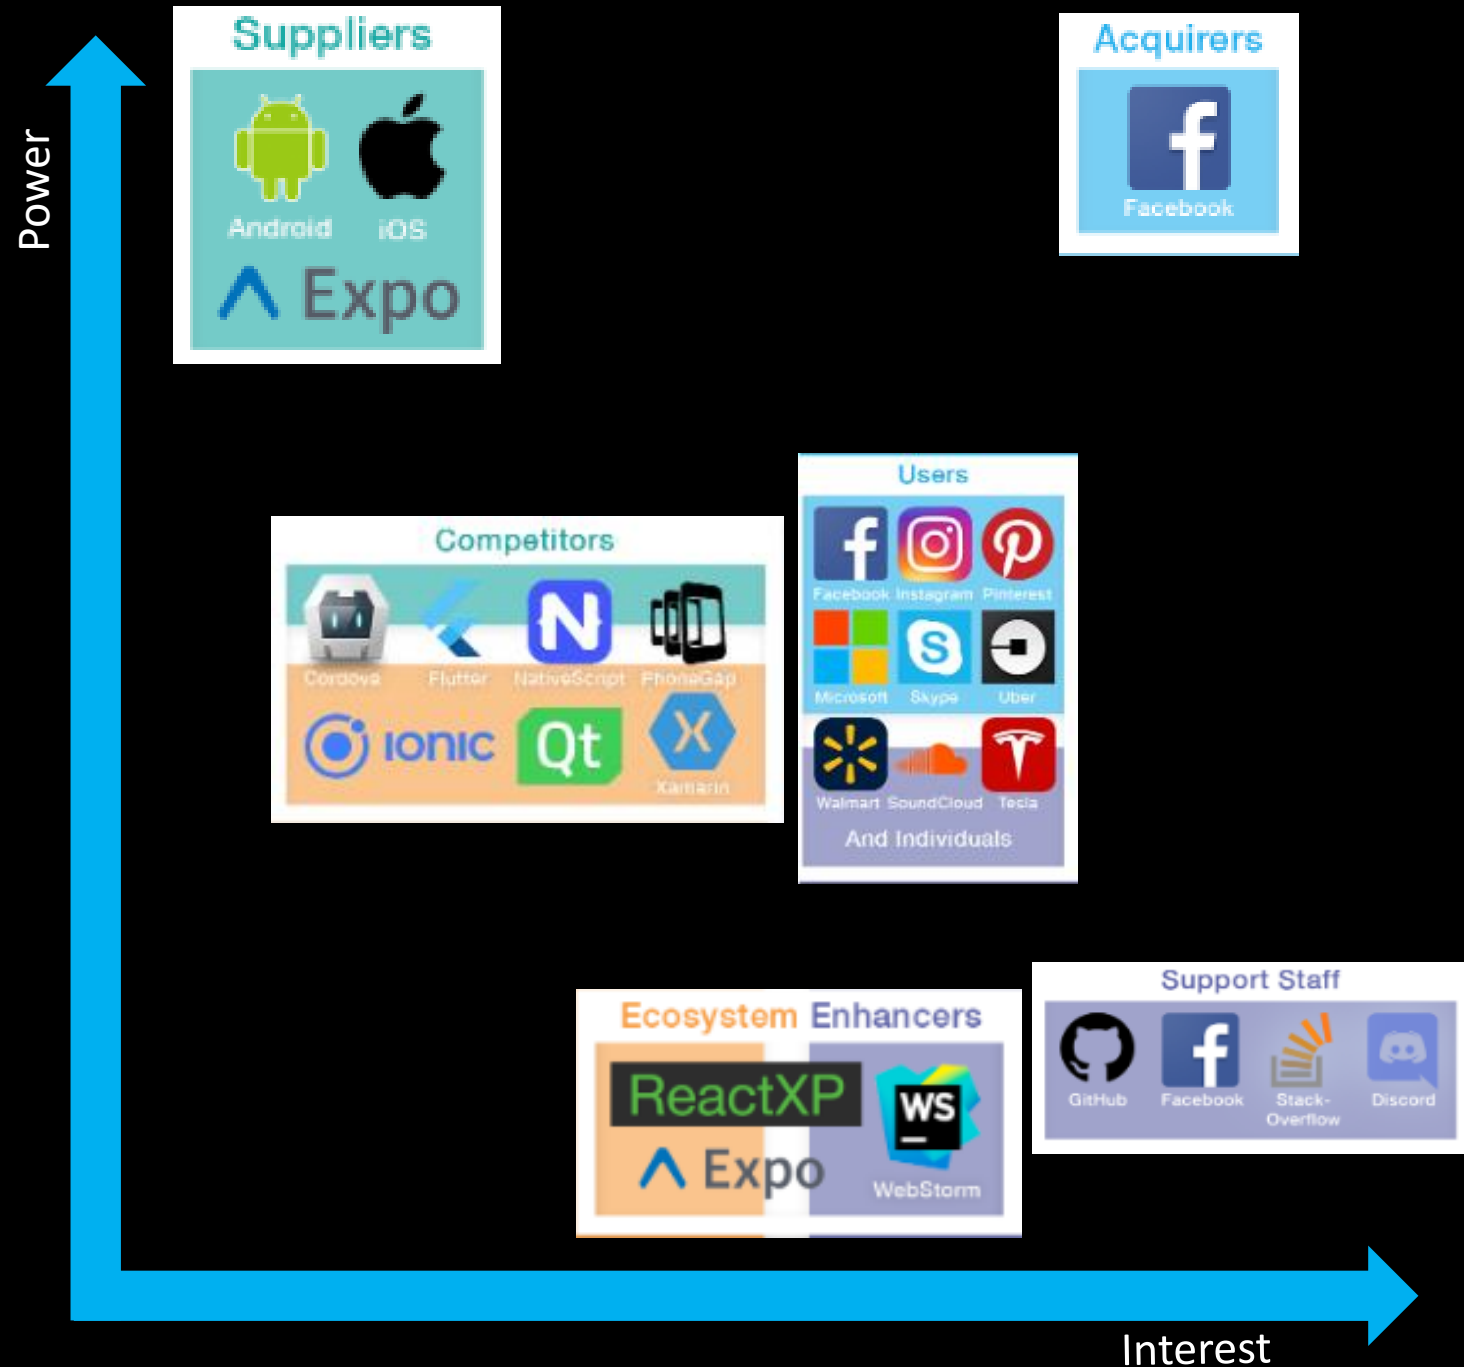 Suppliers
Acquirers
Power
Android iOS
Facebook
Expo
Users
Competitors
Facebook Instagram Pinterest
Cordova Flutter NativeScript PhoneGap
Microsoft Skype Uber
IONIC Qt
Xamarin
Walmart SoundCloud Tesla
And Individuals
Support Staff
Ecosystem Enhancers
ReactXP
WS
GitHub Facebook Stack- Discord
Overflow
Expo
WebStorm
Interest